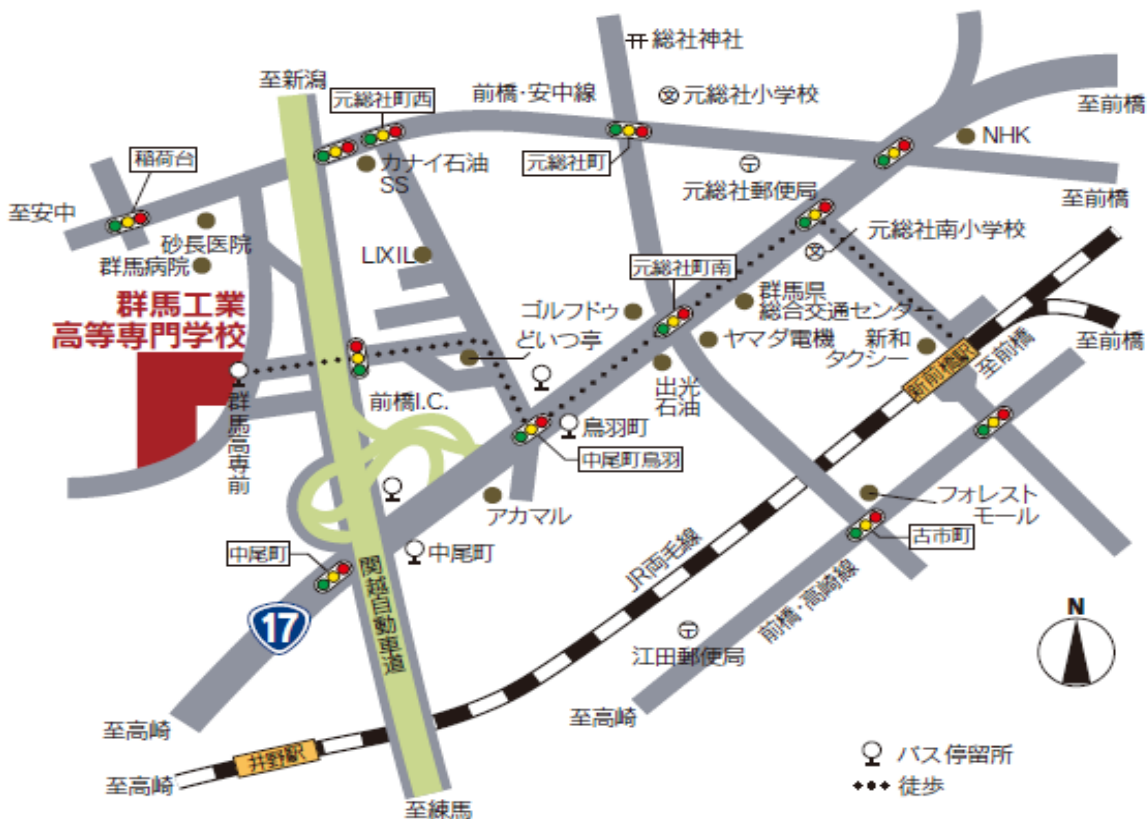 总社神社
至新潟
元総社町西
前橋・安中線
元総社小学校
至前橋
NHK
稲荷台
カナイ石油
SS
元総社町
元総社郵便局
至前橋
至安中
砂長医院
群馬病院
LIXIL
元総社町南
元総社南小学校
群馬工業
高等専門学校
ゴルフドゥ
どいつ亭
群馬県
総合交通センター
ヤマダ電機
新和
タクシー
新前橋駅
至前橋
至前橋
群馬高専前
前橋I.C.
出光
石油
鳥羽町
中尾町鳥羽
アカマル
フォレスト
モール
古市町
中尾町
中尾町
17
関越自動車道
JR両毛線
前橋・高崎線
江田郵便局
N
至高崎
至高崎
井野駅
至高崎
至練馬
バス停留所
徒歩